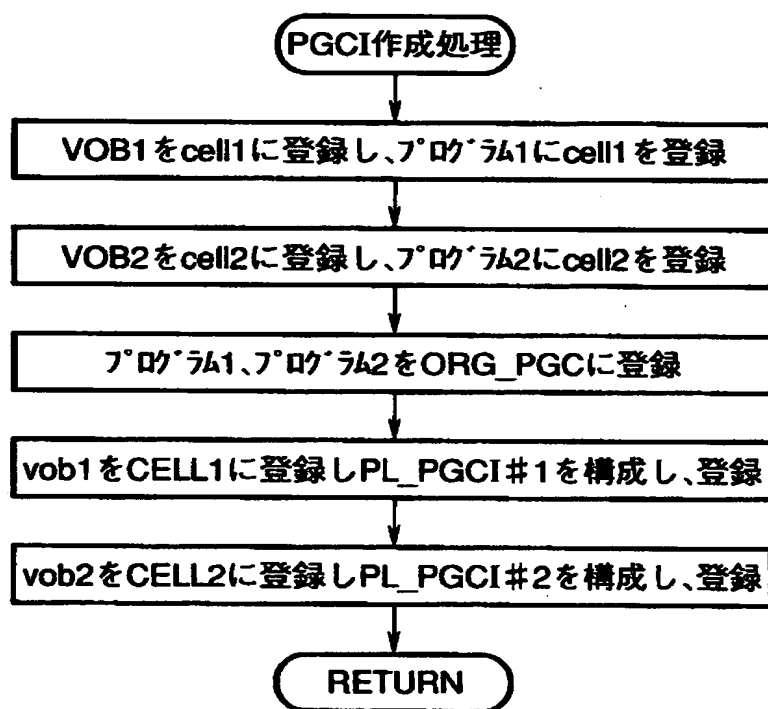 PGCI作成処理
VOB1をcell1に登録し、ﾌﾟﾛｸﾞﾗﾑ1にcell1を登録
VOB2をcell2に登録し、ﾌﾟﾛｸﾞﾗﾑ2にcell2を登録
ﾌﾟﾛｸﾞﾗﾑ1、ﾌﾟﾛｸﾞﾗﾑ2をORG_PGCに登録
vob1をCELL1に登録しPL_PGCI#1を構成し、登録
vob2をCELL2に登録しPL_PGCI#2を構成し、登録
RETURN